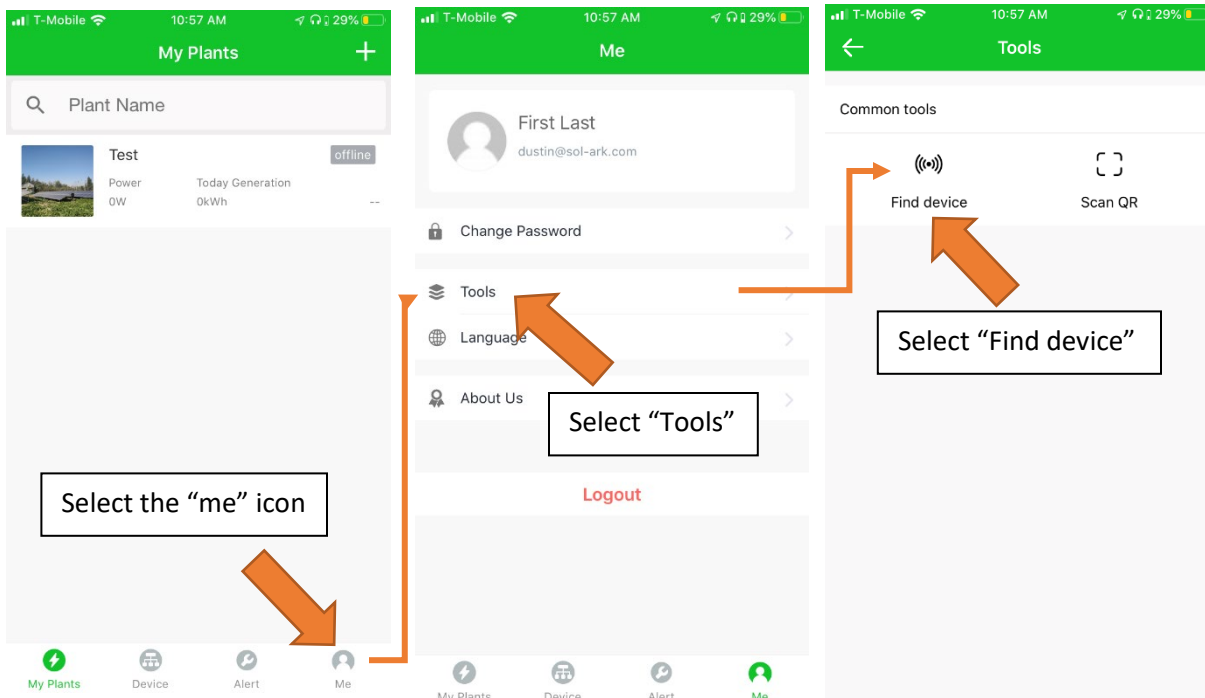 T-Mobile 10:57 AM 29%
My Plants +
Plant Name
Test offline
Power Today Generation
0W 0kWh --
Select the “me” icon
My Plants Device Alert Me
T-Mobile 10:57 AM 29%
Me
First Last
dustin@sol-ark.com
Change Password
Tools
Language
About Us
Select “Tools”
Logout
My Plants Device Alert Me
T-Mobile 10:57 AM 29%
Tools
Common tools
Find device Scan QR
Select “Find device”